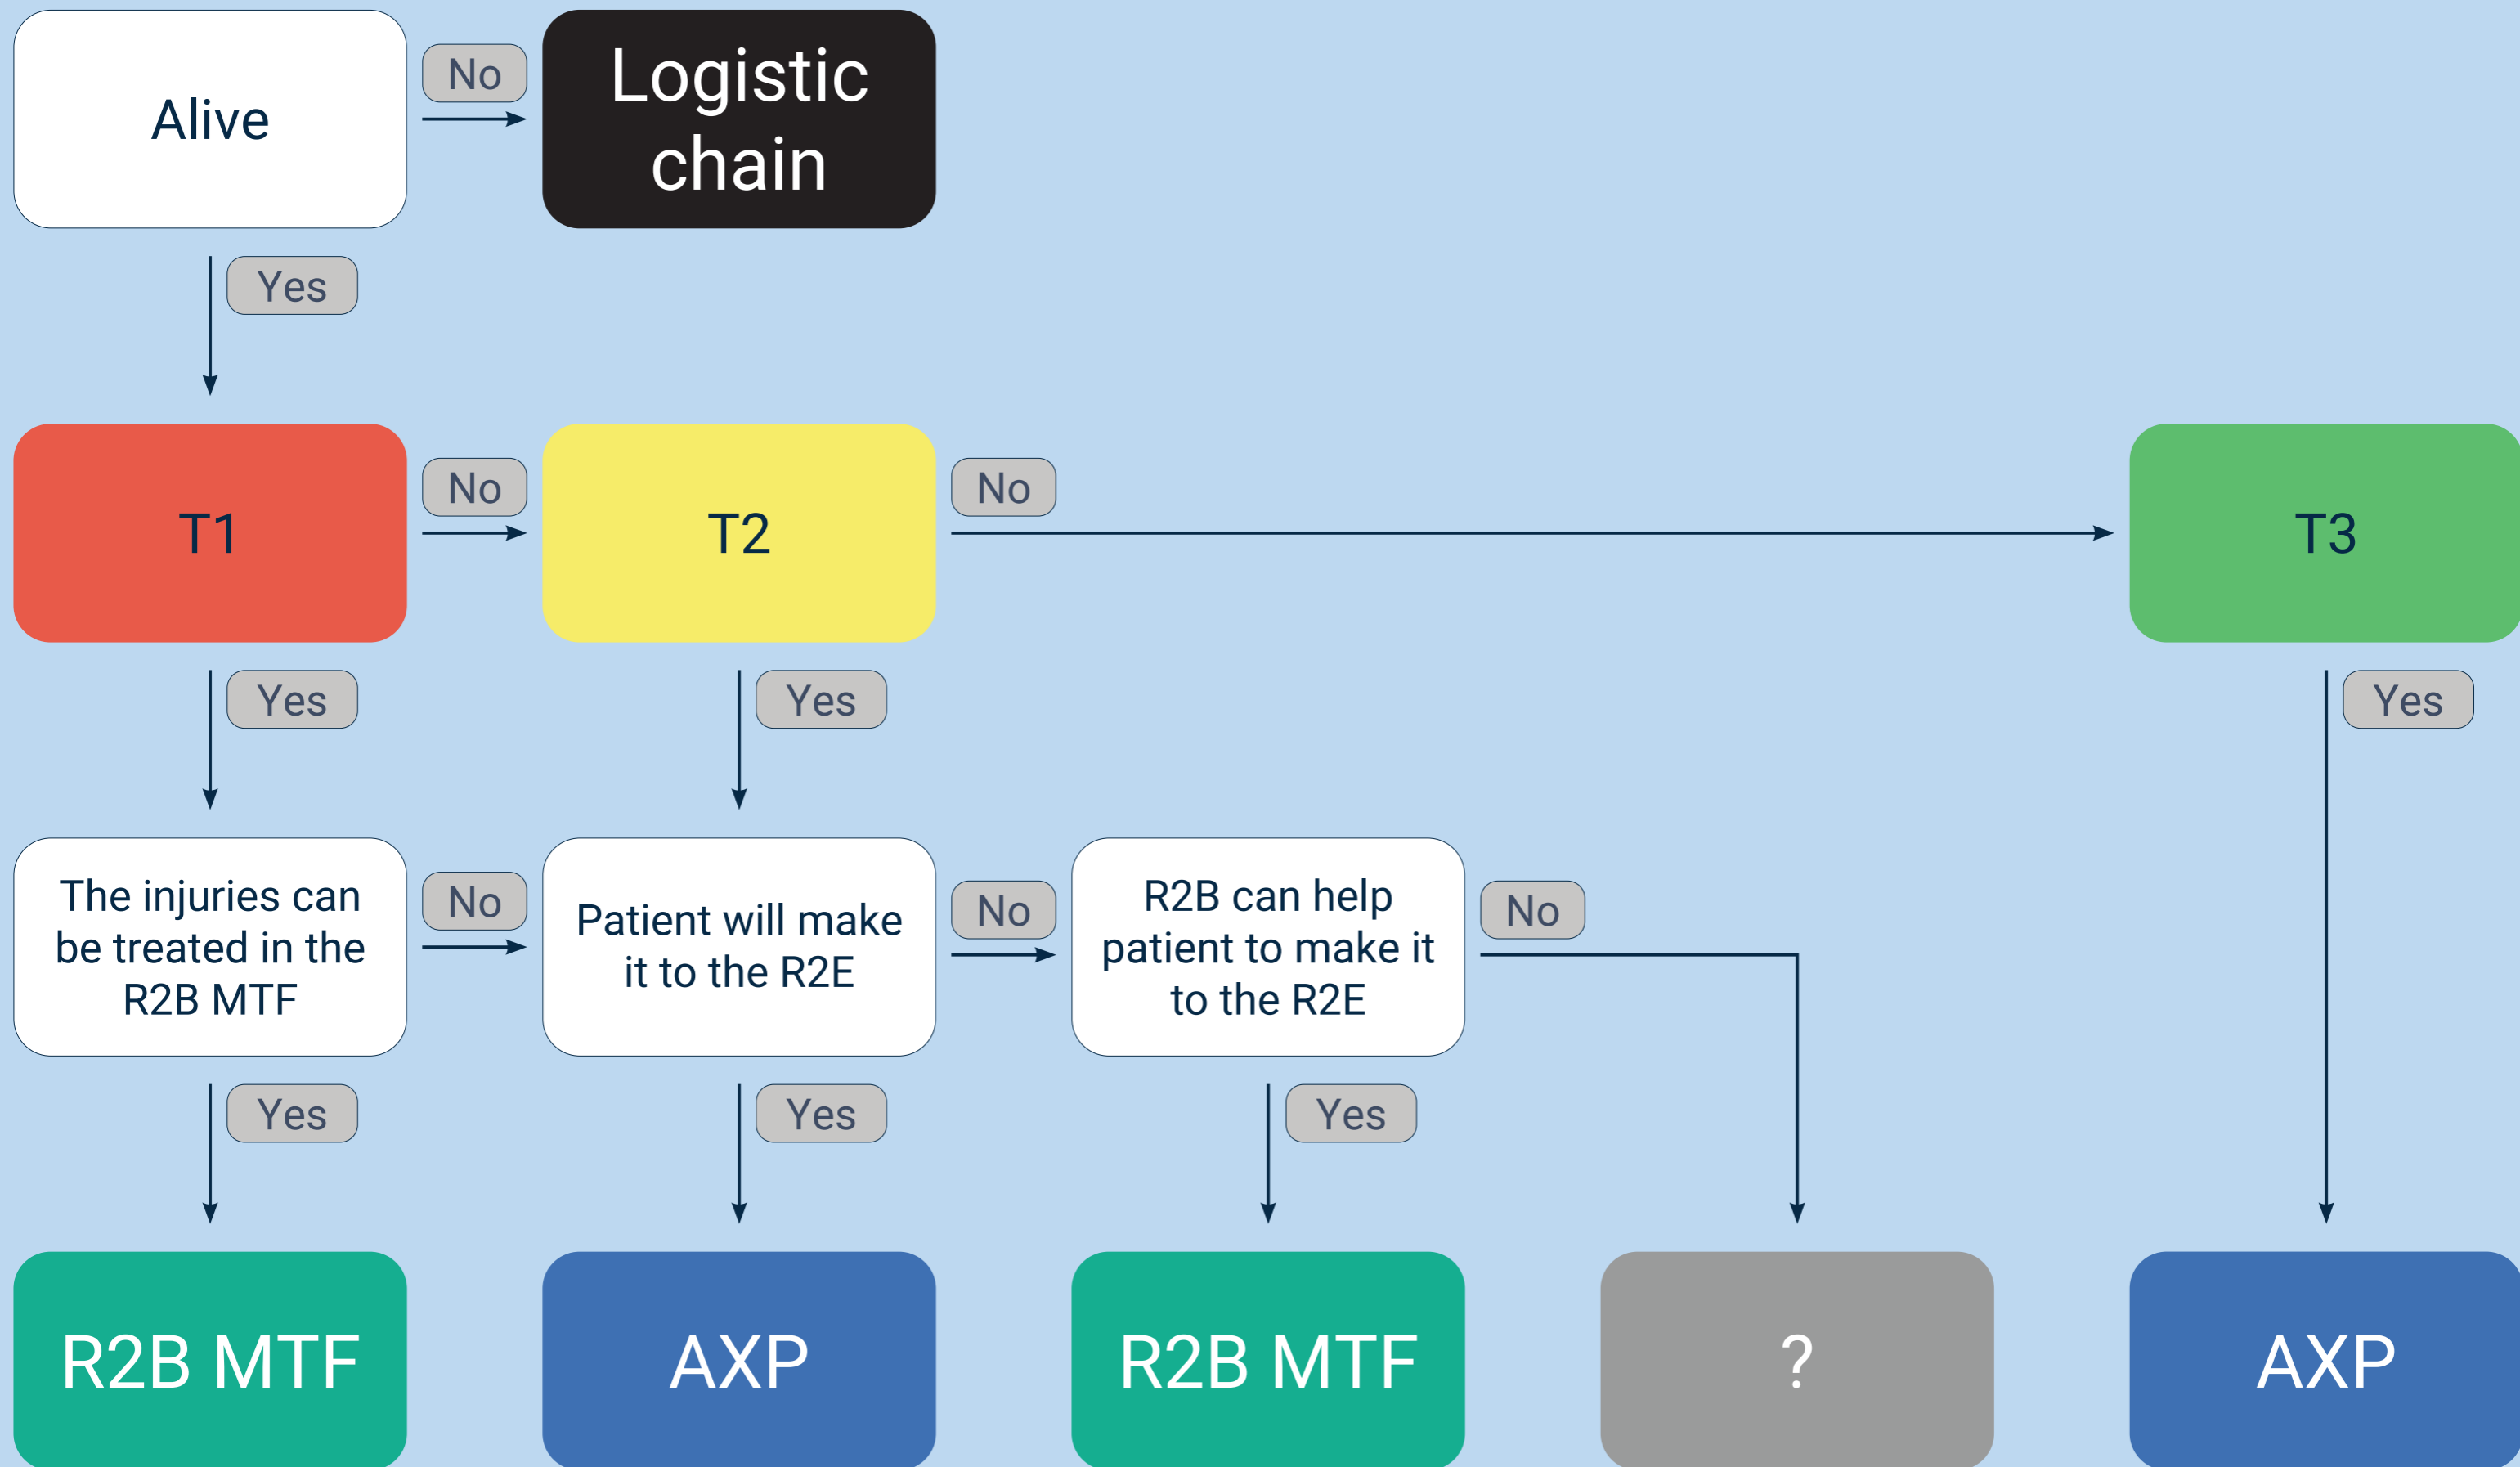 Alive
No
Logistic
chain
Yes
T1
No
T2
No
T3
Yes
Yes
Yes
The injuries can
be treated in the
R2B MTF
No
Patient will make
it to the R2E
No
R2B can help
patient to make it
to the R2E
No
Yes
Yes
Yes
R2B MTF
AXP
R2B MTF
?
AXP